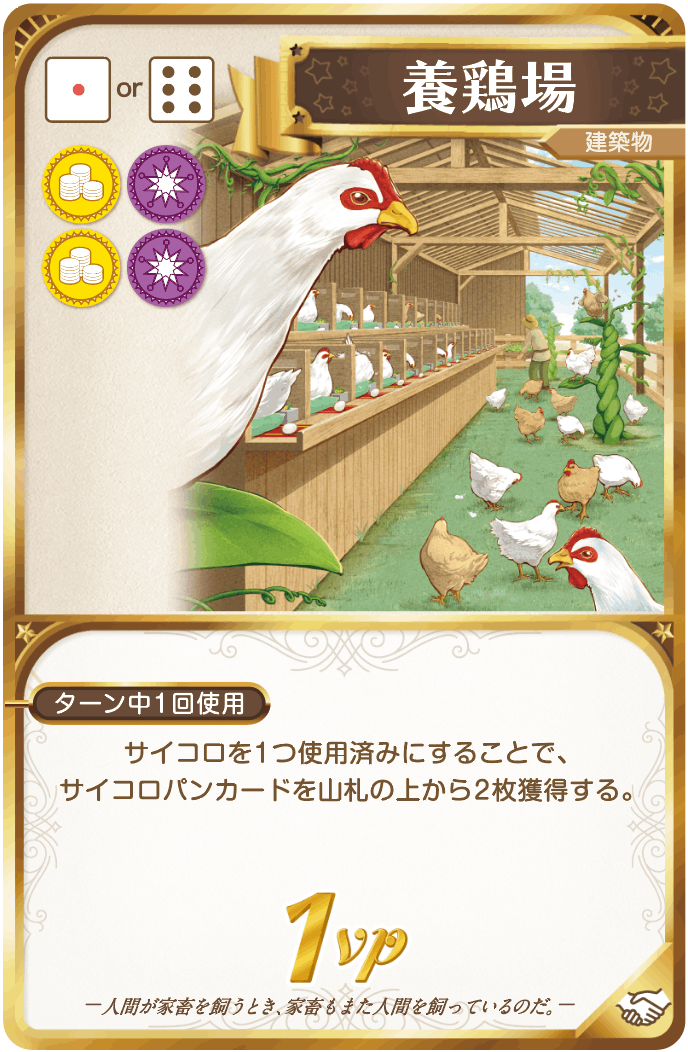 or
養鶏場
建築物
ターン中1回使用
サイコロを1つ使用済みにすることで、
サイコロパンカードを山札の上から2枚獲得する。
1vp
－人間が家畜を飼うとき、家畜もまた人間を飼っているのだ。－